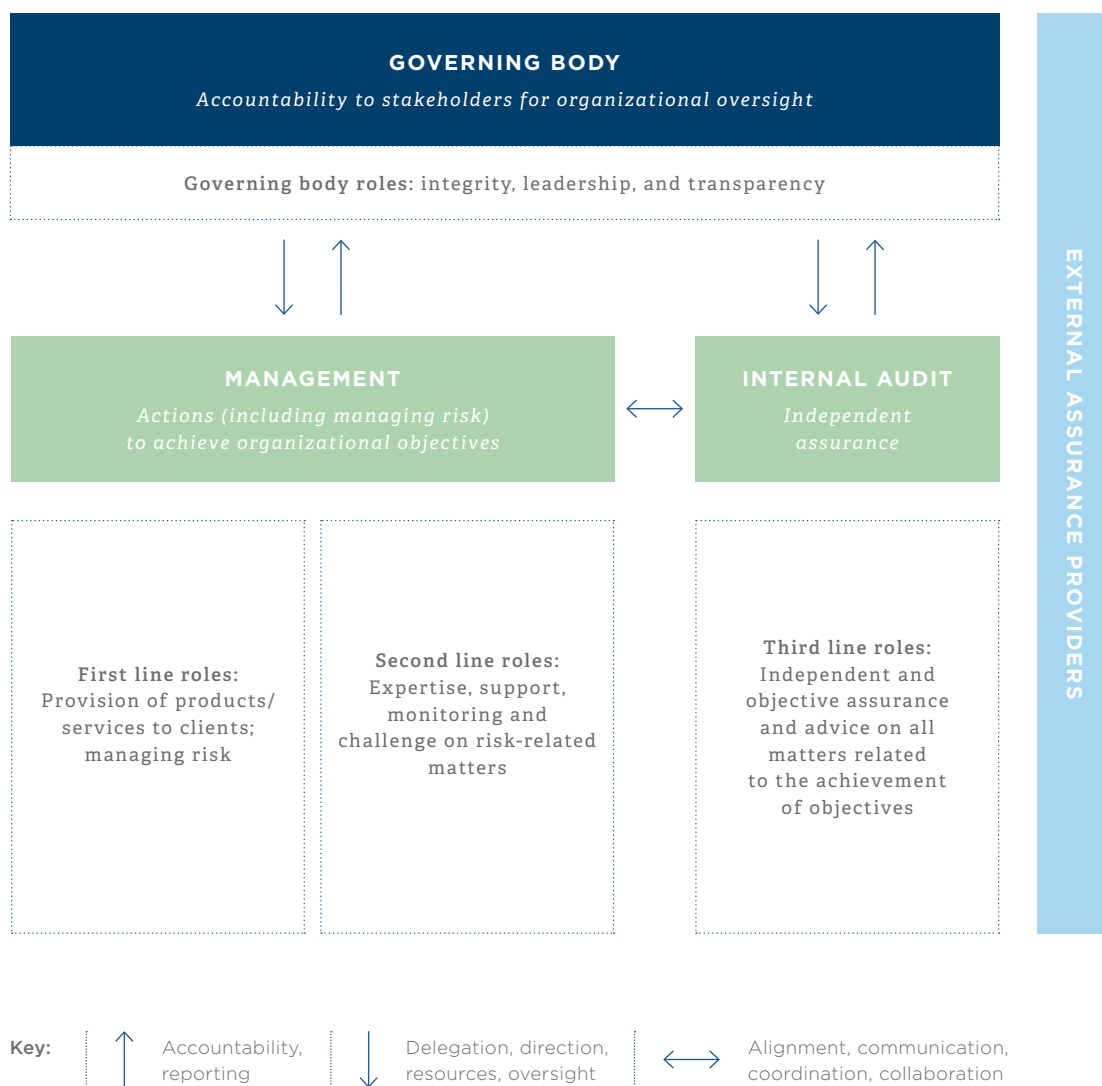 GOVERNING BODY
Accountability to stakeholders for organizational oversight
Governing body roles: integrity, leadership, and transparency
MANAGEMENT
Actions (including managing risk)
to achieve organizational objectives
INTERNAL AUDIT
Independent
assurance
First line roles:
Provision of products/
services to clients;
managing risk
Second line roles:
Expertise, support,
monitoring and
challenge on risk-related
matters
Third line roles:
Independent and
objective assurance
and advice on all
matters related
to the achievement
of objectives
EXTERNAL ASSURANCE PROVIDERS
Key:
Accountability,
reporting
Delegation, direction,
resources, oversight
Alignment, communication,
coordination, collaboration